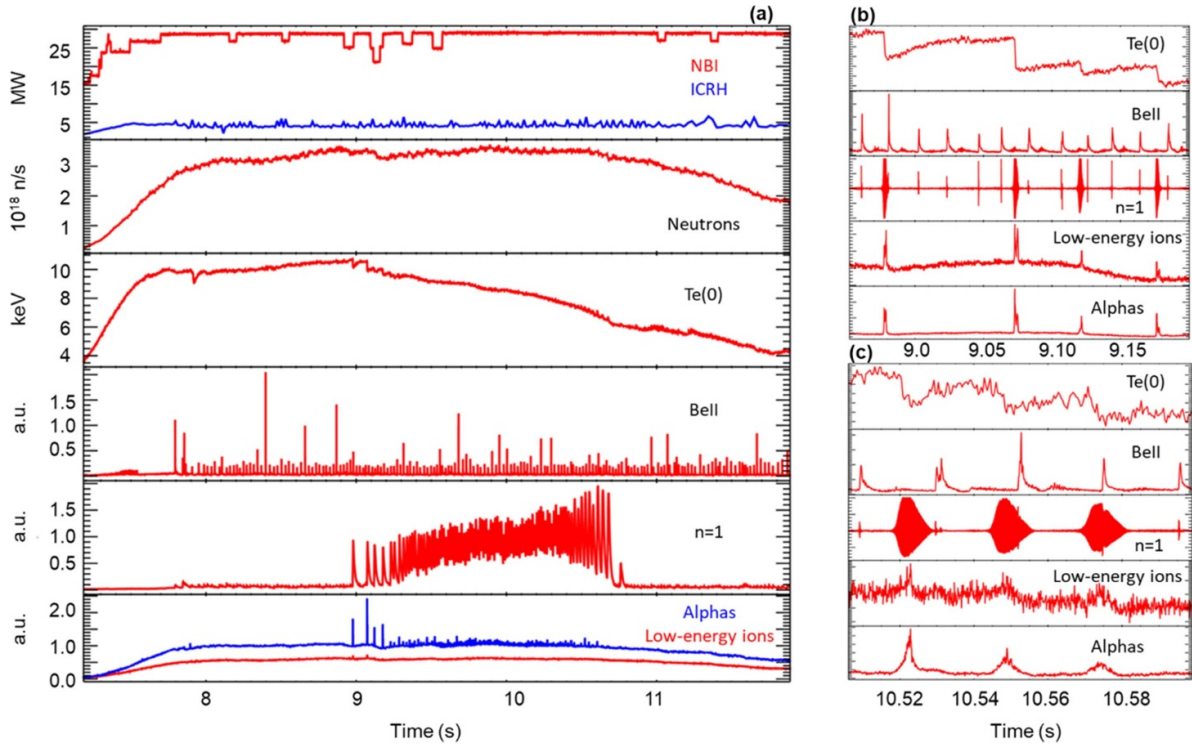 (a)
25
15
5
MW
NBI
ICRH
3
2
1
10¹⁸ n/s
Neutrons
10
8
6
4
keV
Te(0)
1.5
1.0
0.5
a.u.
BeII
1.5
1.0
0.5
a.u.
n=1
2.0
1.0
0.0
a.u.
Alphas
Low-energy ions
8 9 10 11
Time (s)
(b)
Te(0)
BeII
n=1
Low-energy ions
Alphas
9.0 9.05 9.10 9.15
(c)
Te(0)
BeII
n=1
Low-energy ions
Alphas
10.52 10.54 10.56 10.58
Time (s)